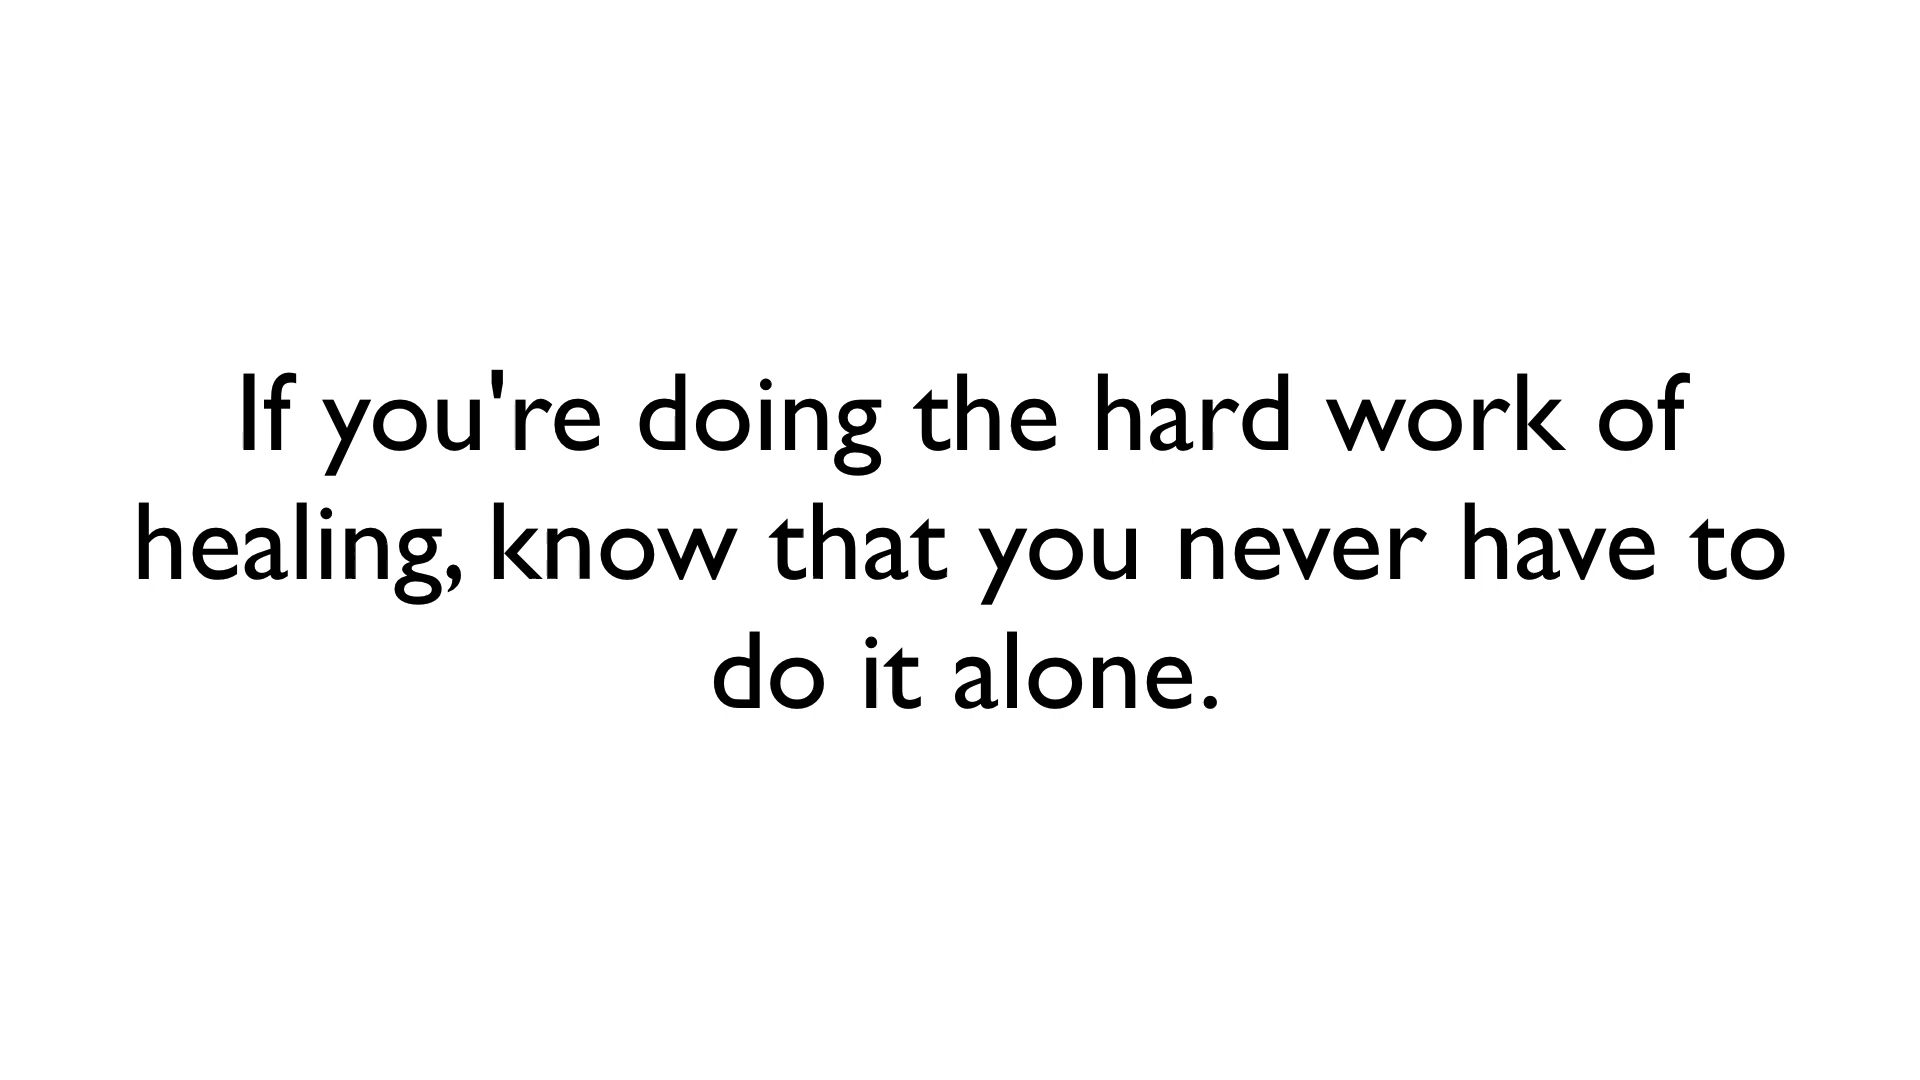 If you're doing the hard work of
healing, know that you never have to
do it alone.